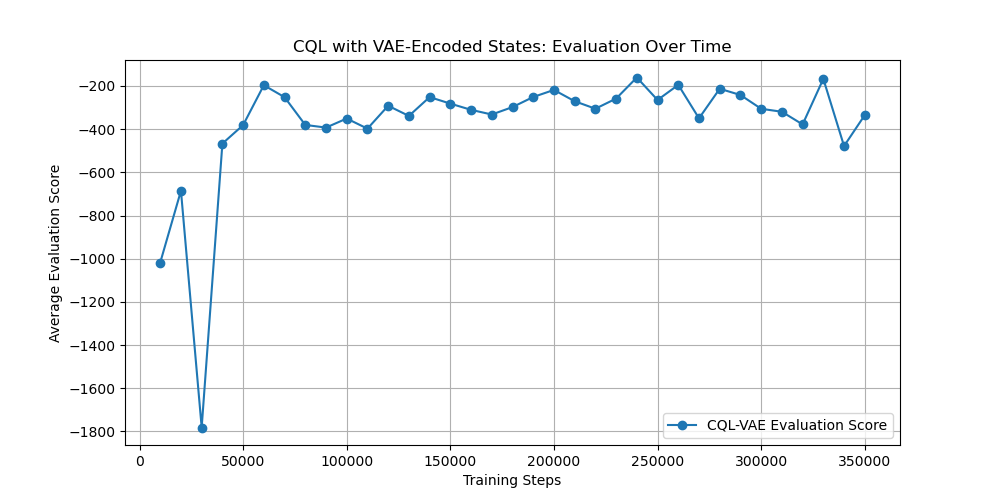 CQL with VAE-Encoded States: Evaluation Over Time
Average Evaluation Score
−200
−400
−600
−800
−1000
−1200
−1400
−1600
−1800
CQL-VAE Evaluation Score
0 50000 100000 150000 200000 250000 300000 350000
Training Steps